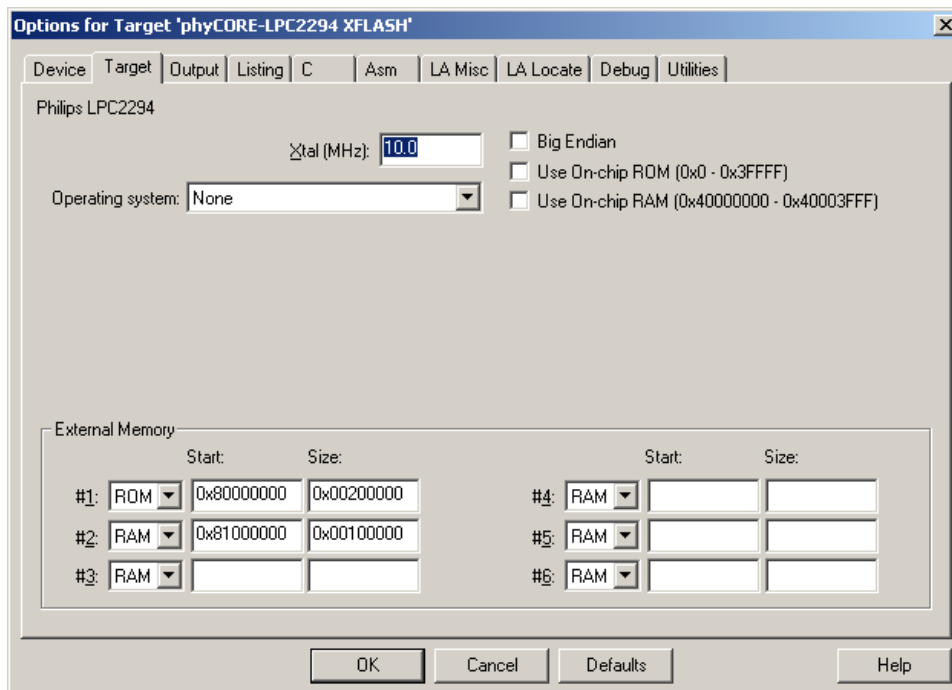 Options for Target 'phyCORE-LPC2294 XFLASH'
Device Target Output Listing C Asm LA Misc LA Locate Debug Utilities
Philips LPC2294
Xtal (MHz): 10.0
Big Endian
Use On-chip ROM (0x0 - 0x3FFFF)
Operating system: None
Use On-chip RAM (0x40000000 - 0x40003FFF)
External Memory
Start: Size: Start: Size:
#1: ROM 0x80000000 0x00200000 #4: RAM
#2: RAM 0x81000000 0x00100000 #5: RAM
#3: RAM #6: RAM
OK Cancel Defaults Help